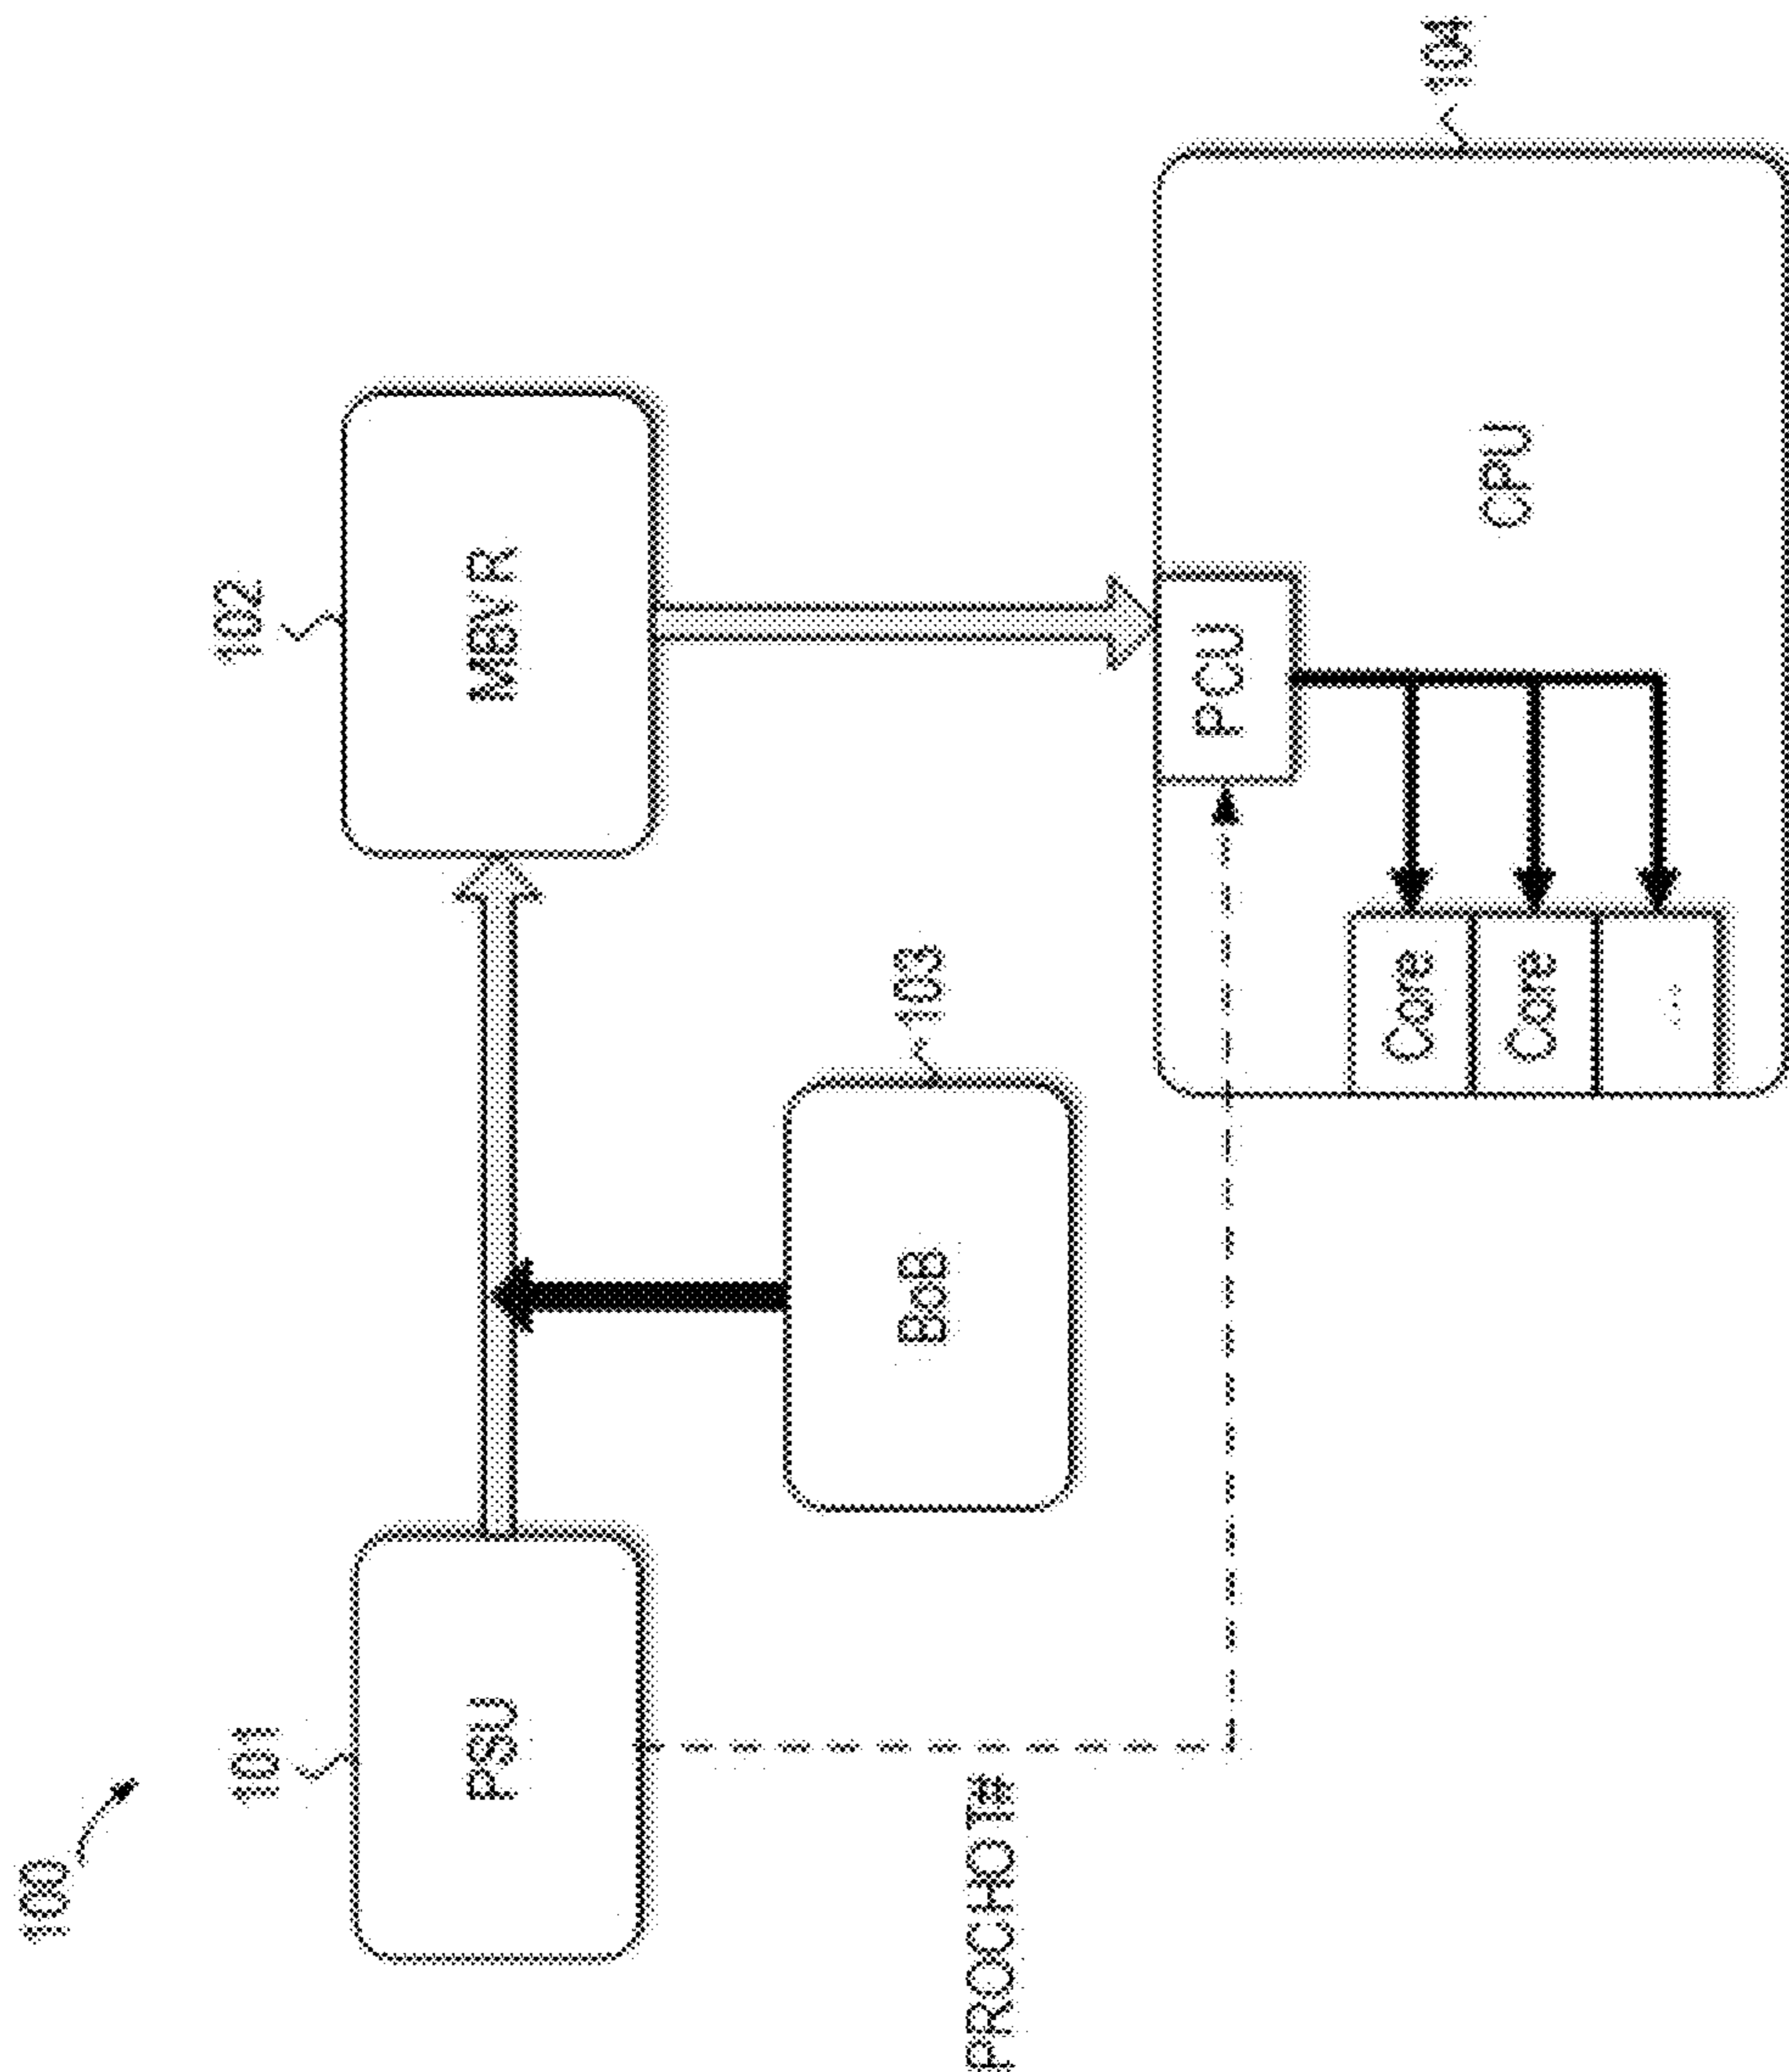 100
101
PSU
102
MBVR
103
BoB
PROCHOT#
104
PCU
CPU
Core
Core
...